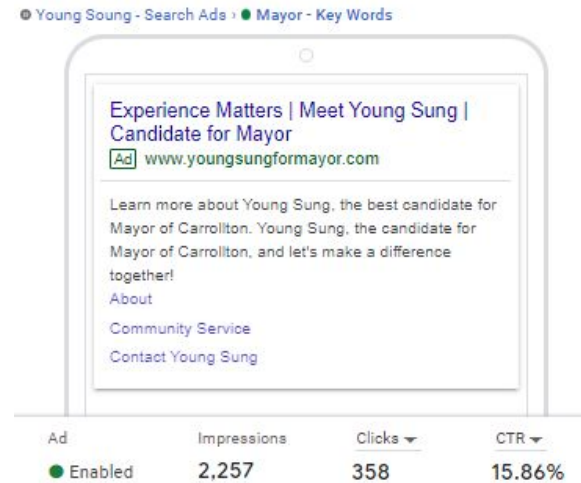 Young Soung - Search Ads › Mayor - Key Words
Experience Matters | Meet Young Sung |
Candidate for Mayor
Ad www.youngsungformayor.com
Learn more about Young Sung, the best candidate for
Mayor of Carrollton. Young Sung, the candidate for
Mayor of Carrollton, and let's make a difference
together!
About
Community Service
Contact Young Sung
Ad Impressions Clicks CTR
Enabled 2,257 358 15.86%